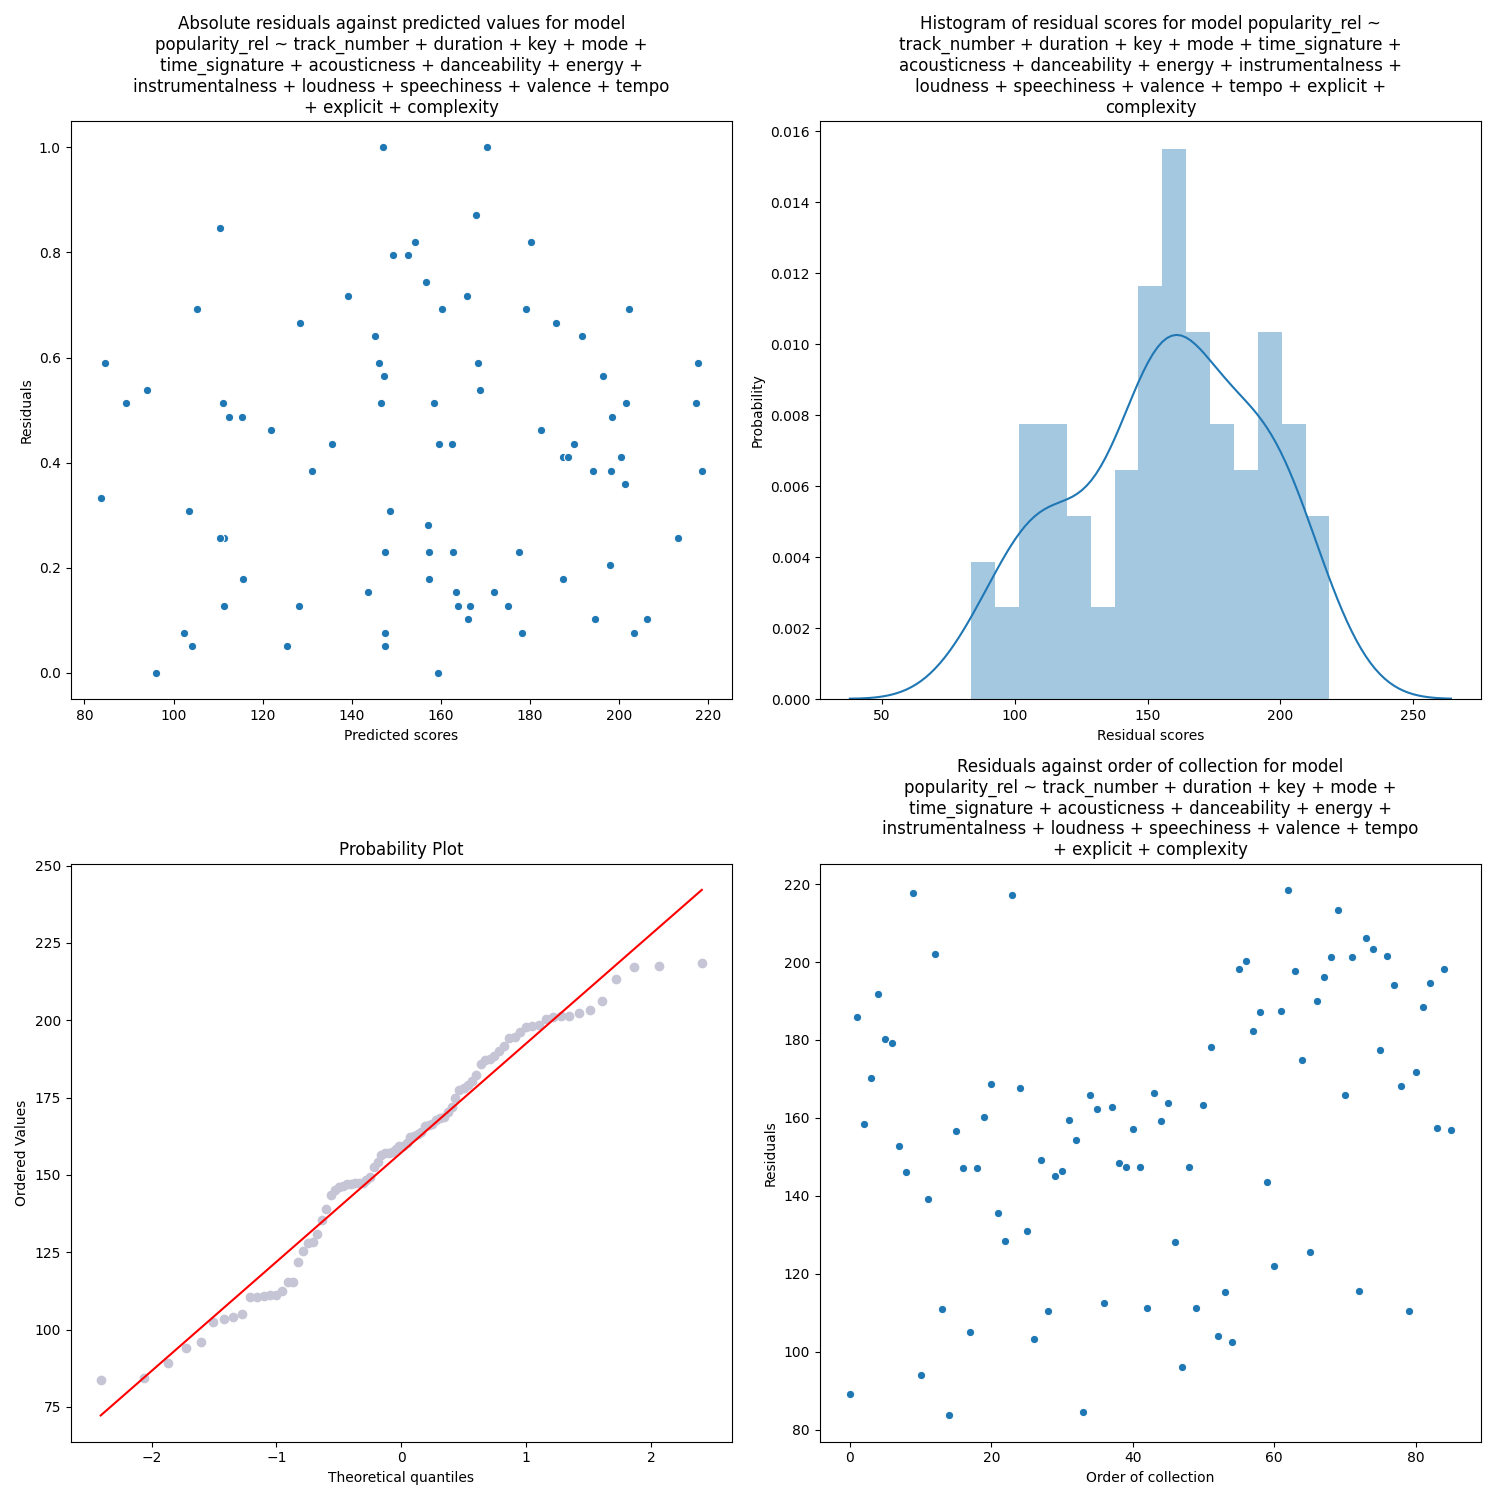 Absolute residuals against predicted values for model
popularity_rel ~ track_number + duration + key + mode +
time_signature + acousticness + danceability + energy +
instrumentalness + loudness + speechiness + valence + tempo
+ explicit + complexity
1.0
0.8
0.6
0.4
0.2
0.0
Residuals
80 100 120 140 160 180 200 220
Predicted scores
Histogram of residual scores for model popularity_rel ~
track_number + duration + key + mode + time_signature +
acousticness + danceability + energy + instrumentalness +
loudness + speechiness + valence + tempo + explicit +
complexity
0.016
0.014
0.012
0.010
0.008
0.006
0.004
0.002
0.000
Probability
50 100 150 200 250
Residual scores
Probability Plot
250
225
200
175
150
125
100
75
Ordered Values
−2 −1 0 1 2
Theoretical quantiles
Residuals against order of collection for model
popularity_rel ~ track_number + duration + key + mode +
time_signature + acousticness + danceability + energy +
instrumentalness + loudness + speechiness + valence + tempo
+ explicit + complexity
220
200
180
160
140
120
100
80
Residuals
0 20 40 60 80
Order of collection